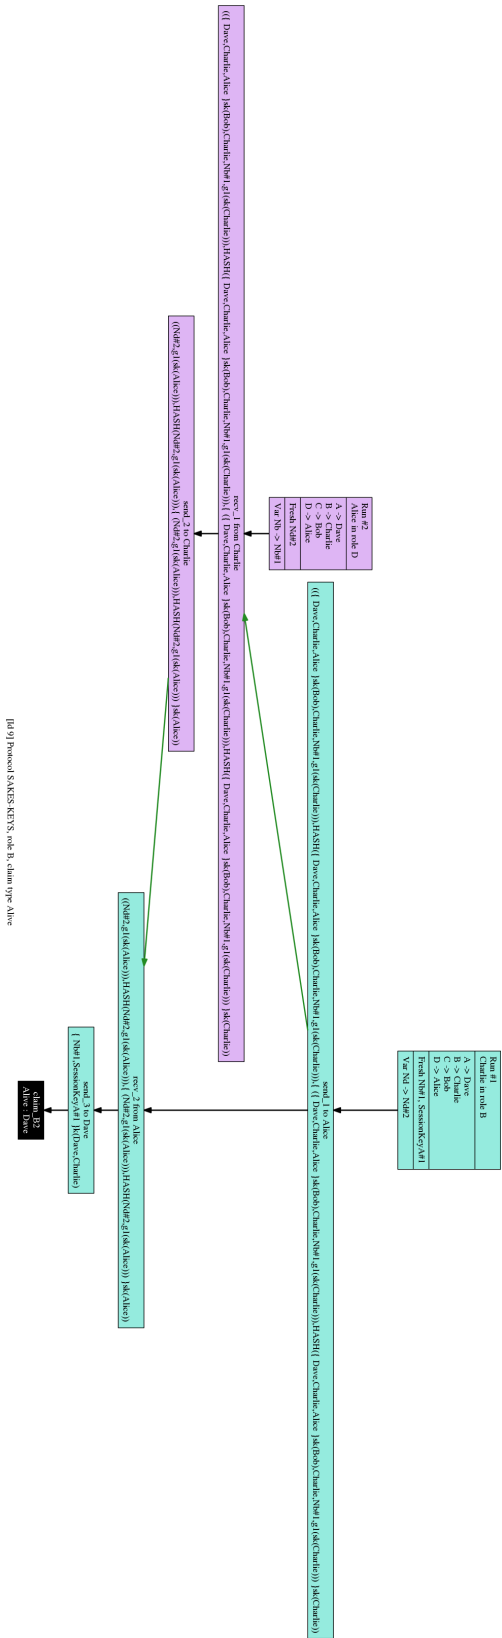 Run #1
Charlie in role B
A -> Dave
B -> Charlie
C -> Bob
D -> Alice
Fresh Nb#1, SessionKeyA#1
Var Nd -> Nd#2
Run #2
Alice in role D
A -> Dave
B -> Charlie
C -> Bob
D -> Alice
Fresh Nd#2
Var Nb -> Nb#1
send_1 to Alice
((({ Dave,Charlie,Alice }sk(Bob),Charlie,Nb#1,g1(sk(Charlie))),HASH(({ Dave,Charlie,Alice }sk(Bob),Charlie,Nb#1,g1(sk(Charlie))),{ (({ Dave,Charlie,Alice }sk(Bob),Charlie,Nb#1,g1(sk(Charlie))),HASH(({ Dave,Charlie,Alice }sk(Bob),Charlie,Nb#1,g1(sk(Charlie))) }sk(Charlie))
recv_1 from Charlie
((({ Dave,Charlie,Alice }sk(Bob),Charlie,Nb#1,g1(sk(Charlie))),HASH(({ Dave,Charlie,Alice }sk(Bob),Charlie,Nb#1,g1(sk(Charlie))),{ (({ Dave,Charlie,Alice }sk(Bob),Charlie,Nb#1,g1(sk(Charlie))),HASH(({ Dave,Charlie,Alice }sk(Bob),Charlie,Nb#1,g1(sk(Charlie))) }sk(Charlie))
send_2 to Charlie
((Nd#2,g1(sk(Alice))),HASH(Nd#2,g1(sk(Alice))),{ (Nd#2,g1(sk(Alice))),HASH(Nd#2,g1(sk(Alice))) }sk(Alice))
recv_2 from Alice
((Nd#2,g1(sk(Alice))),HASH(Nd#2,g1(sk(Alice))),{ (Nd#2,g1(sk(Alice))),HASH(Nd#2,g1(sk(Alice))) }sk(Alice))
send_3 to Dave
{ Nb#1,SessionKeyA#1 }k(Dave,Charlie)
claim_B2
Alive : Dave
[Id 9] Protocol SAKES-KEYS, role B, claim type Alive